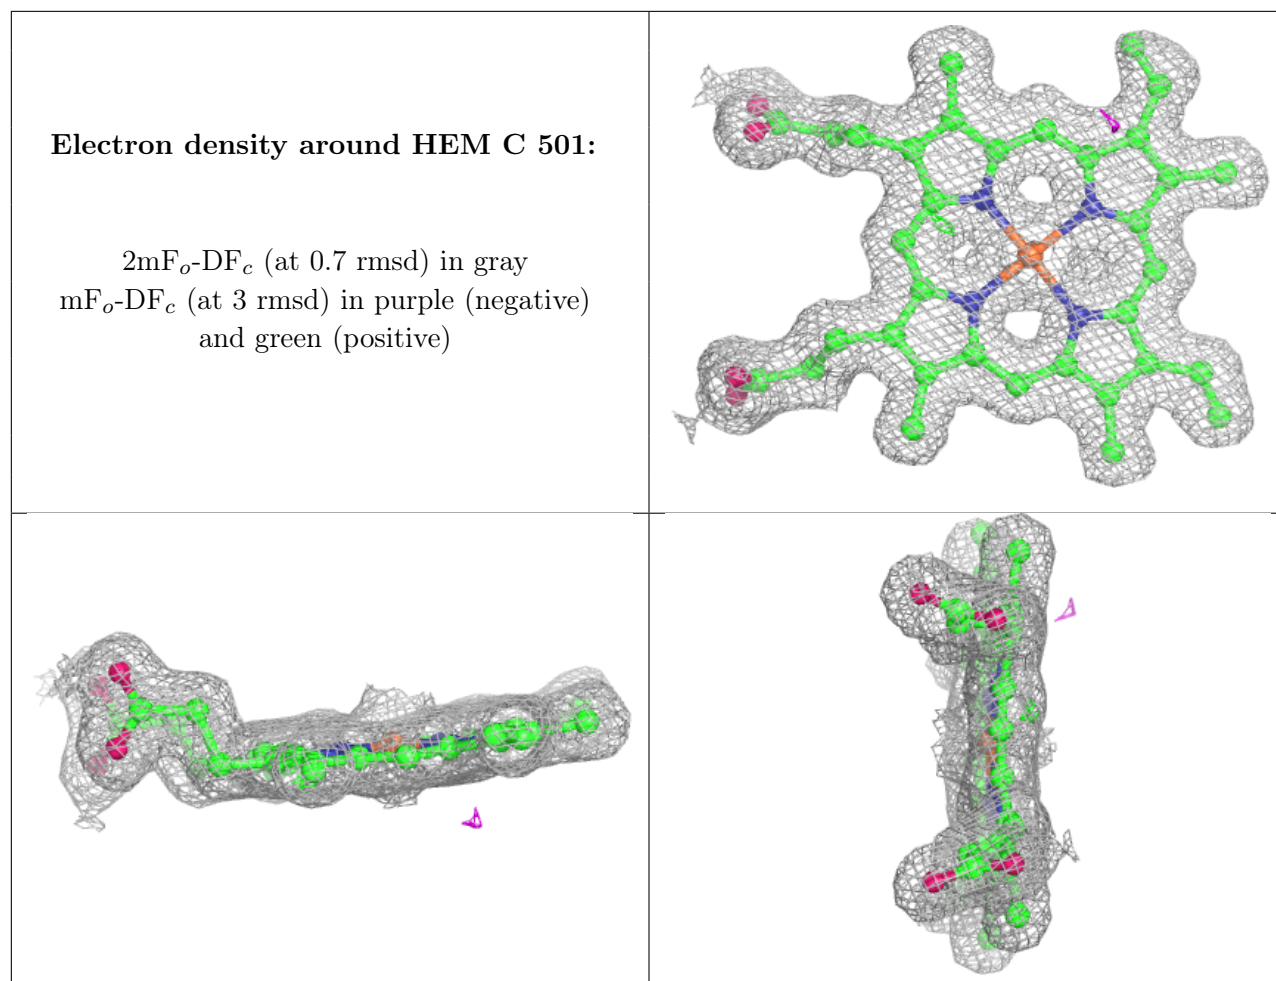 Electron density around HEM C 501:
2mFo-DFc (at 0.7 rmsd) in gray
mFo-DFc (at 3 rmsd) in purple (negative)
and green (positive)